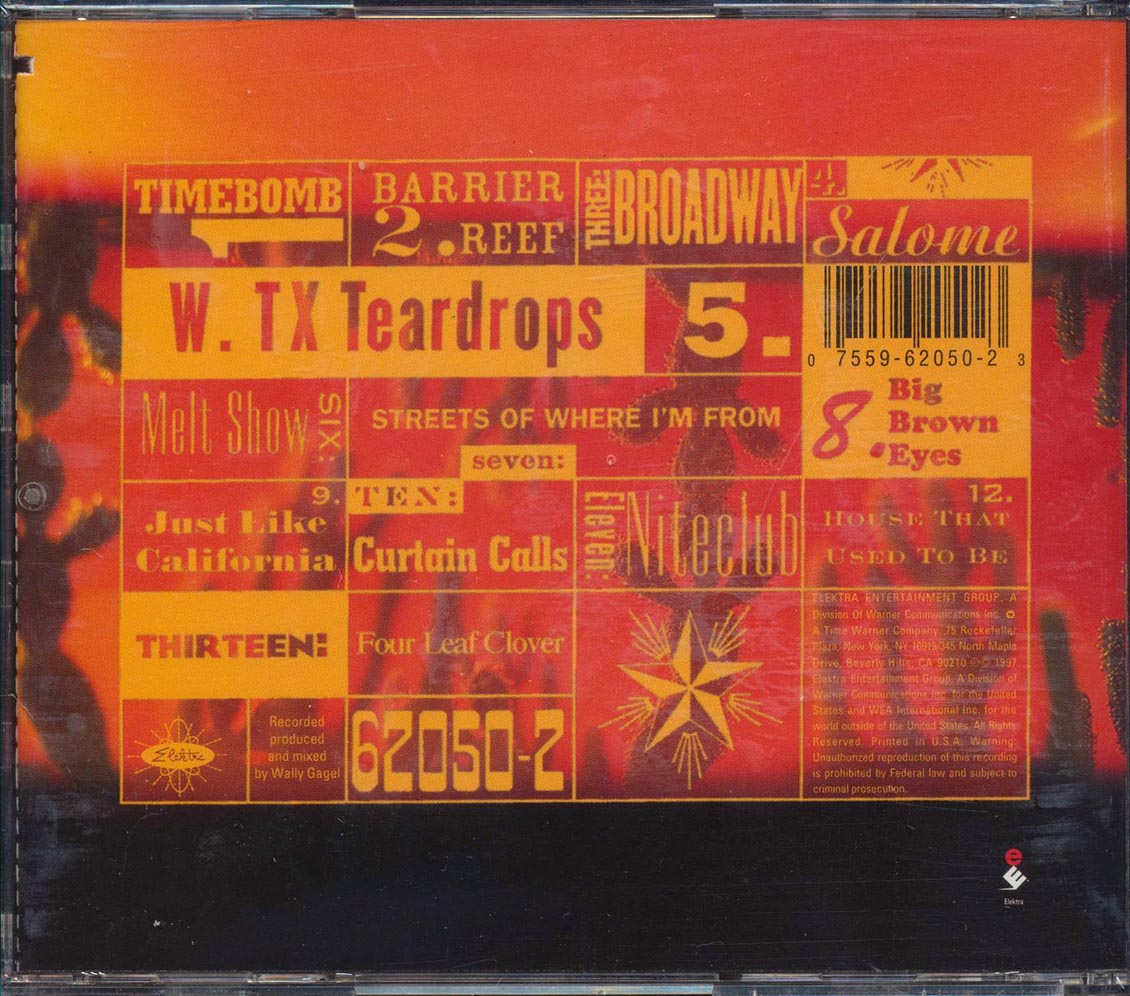 TIMEBOMB
1
BARRIER
2.REEF
THREE:
BROADWAY
4.
Salome
W. TX Teardrops
5.
0 7559-62050-2 3
Melt Show
SIX:
STREETS OF WHERE I'M FROM
seven:
8.
Big
Brown
Eyes
9.
Just Like
California
TEN:
Curtain Calls
Eleven:
Niteclub
12.
HOUSE THAT
USED TO BE
THIRTEEN:
Four Leaf Clover
Elektra
Recorded
produced
and mixed
by Wally Gagel
62050-2
ELEKTRA ENTERTAINMENT GROUP, A
Division Of Warner Communications Inc.
A Time Warner Company. 75 Rockefeller
Plaza, New York, NY 10019/345 North Maple
Drive, Beverly Hills, CA 90210 ℗© 1997
Elektra Entertainment Group, A Division of
Warner Communications Inc. for the United
States and WEA International Inc. for the
world outside of the United States. All Rights
Reserved. Printed in U.S.A. Warning:
Unauthorized reproduction of this recording
is prohibited by Federal law and subject to
criminal prosecution.
e
E
Elektra